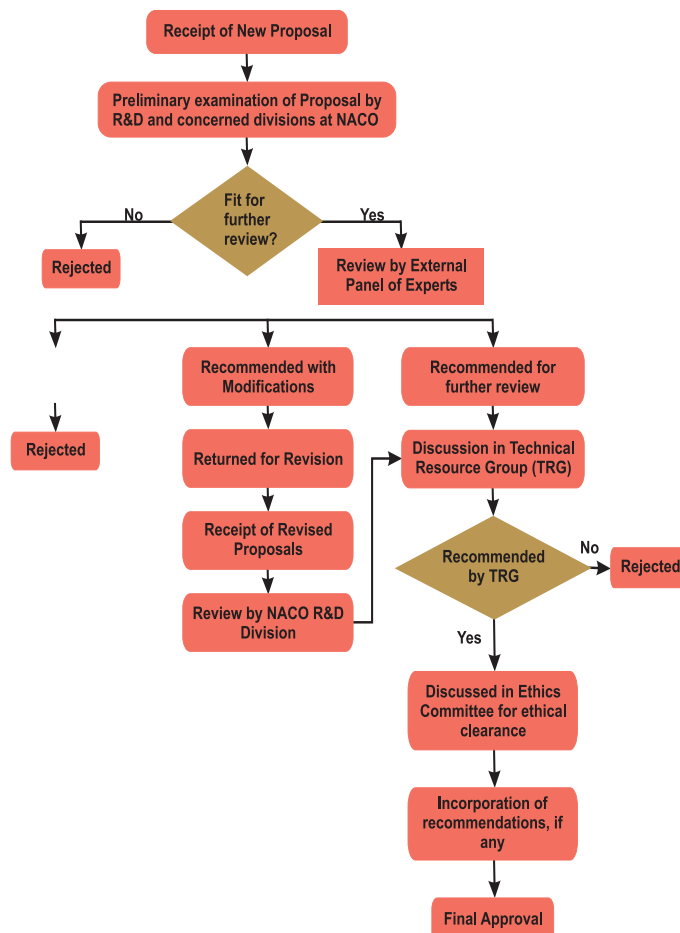 Receipt of New Proposal
Preliminary examination of Proposal by
R&D and concerned divisions at NACO
Fit for
further
review?
No
Yes
Rejected
Review by External
Panel of Experts
Recommended with
Modifications
Recommended for
further review
Rejected
Returned for Revision
Discussion in Technical
Resource Group (TRG)
Receipt of Revised
Proposals
Recommended
by TRG
No
Rejected
Review by NACO R&D
Division
Yes
Discussed in Ethics
Committee for ethical
clearance
Incorporation of
recommendations, if
any
Final Approval